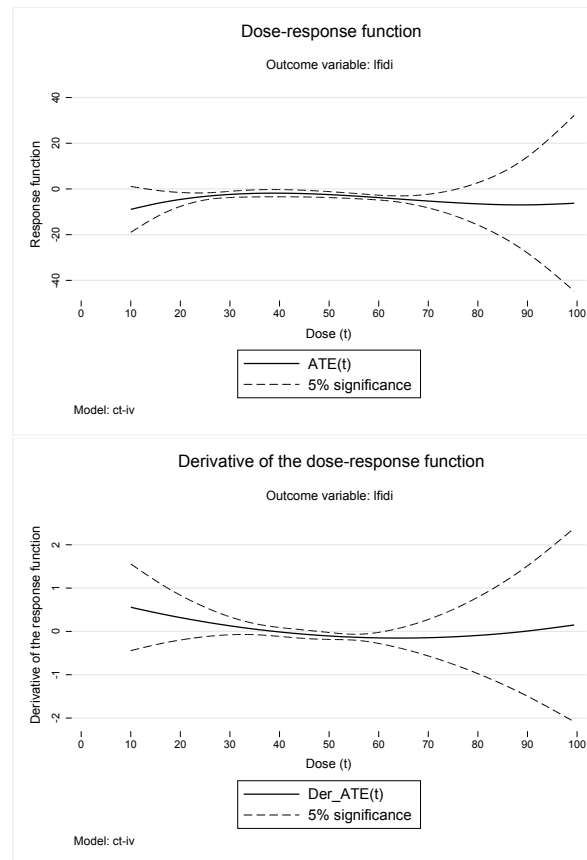 Dose-response function
Outcome variable: lfidi
Response function
40
20
0
-20
-40
0 10 20 30 40 50 60 70 80 90 100
Dose (t)
ATE(t)
5% significance
Model: ct-iv
Derivative of the dose-response function
Outcome variable: lfidi
Derivative of the response function
2
1
0
-1
-2
0 10 20 30 40 50 60 70 80 90 100
Dose (t)
Der_ATE(t)
5% significance
Model: ct-iv